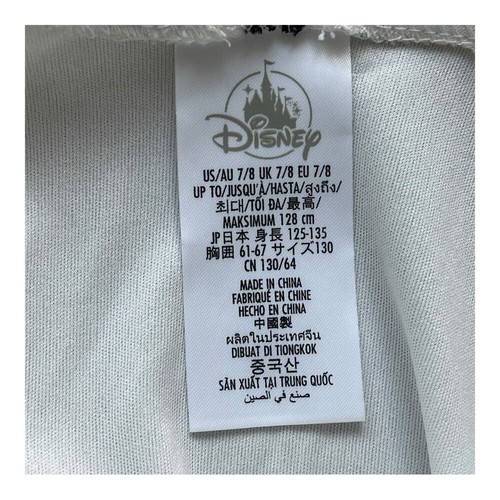 Disney
US/AU 7/8 UK 7/8 EU 7/8
UP TO/JUSQU'À/HASTA/สูงถึง/
최대/TỐI ĐA/最高/
MAKSIMUM 128 cm
JP日本 身長 125-135
胸囲 61-67 サイズ130
CN 130/64
MADE IN CHINA
FABRIQUÉ EN CHINE
HECHO EN CHINA
中國製
ผลิตในประเทศจีน
DIBUAT DI TIONGKOK
중국산
SẢN XUẤT TẠI TRUNG QUỐC
صنع في الصين